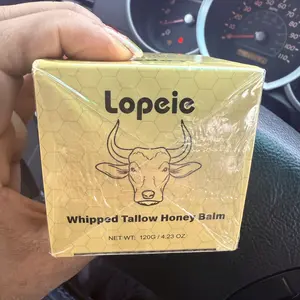 Lopeie
Whipped Tallow Honey Balm
NET WT: 120G / 4.23 OZ